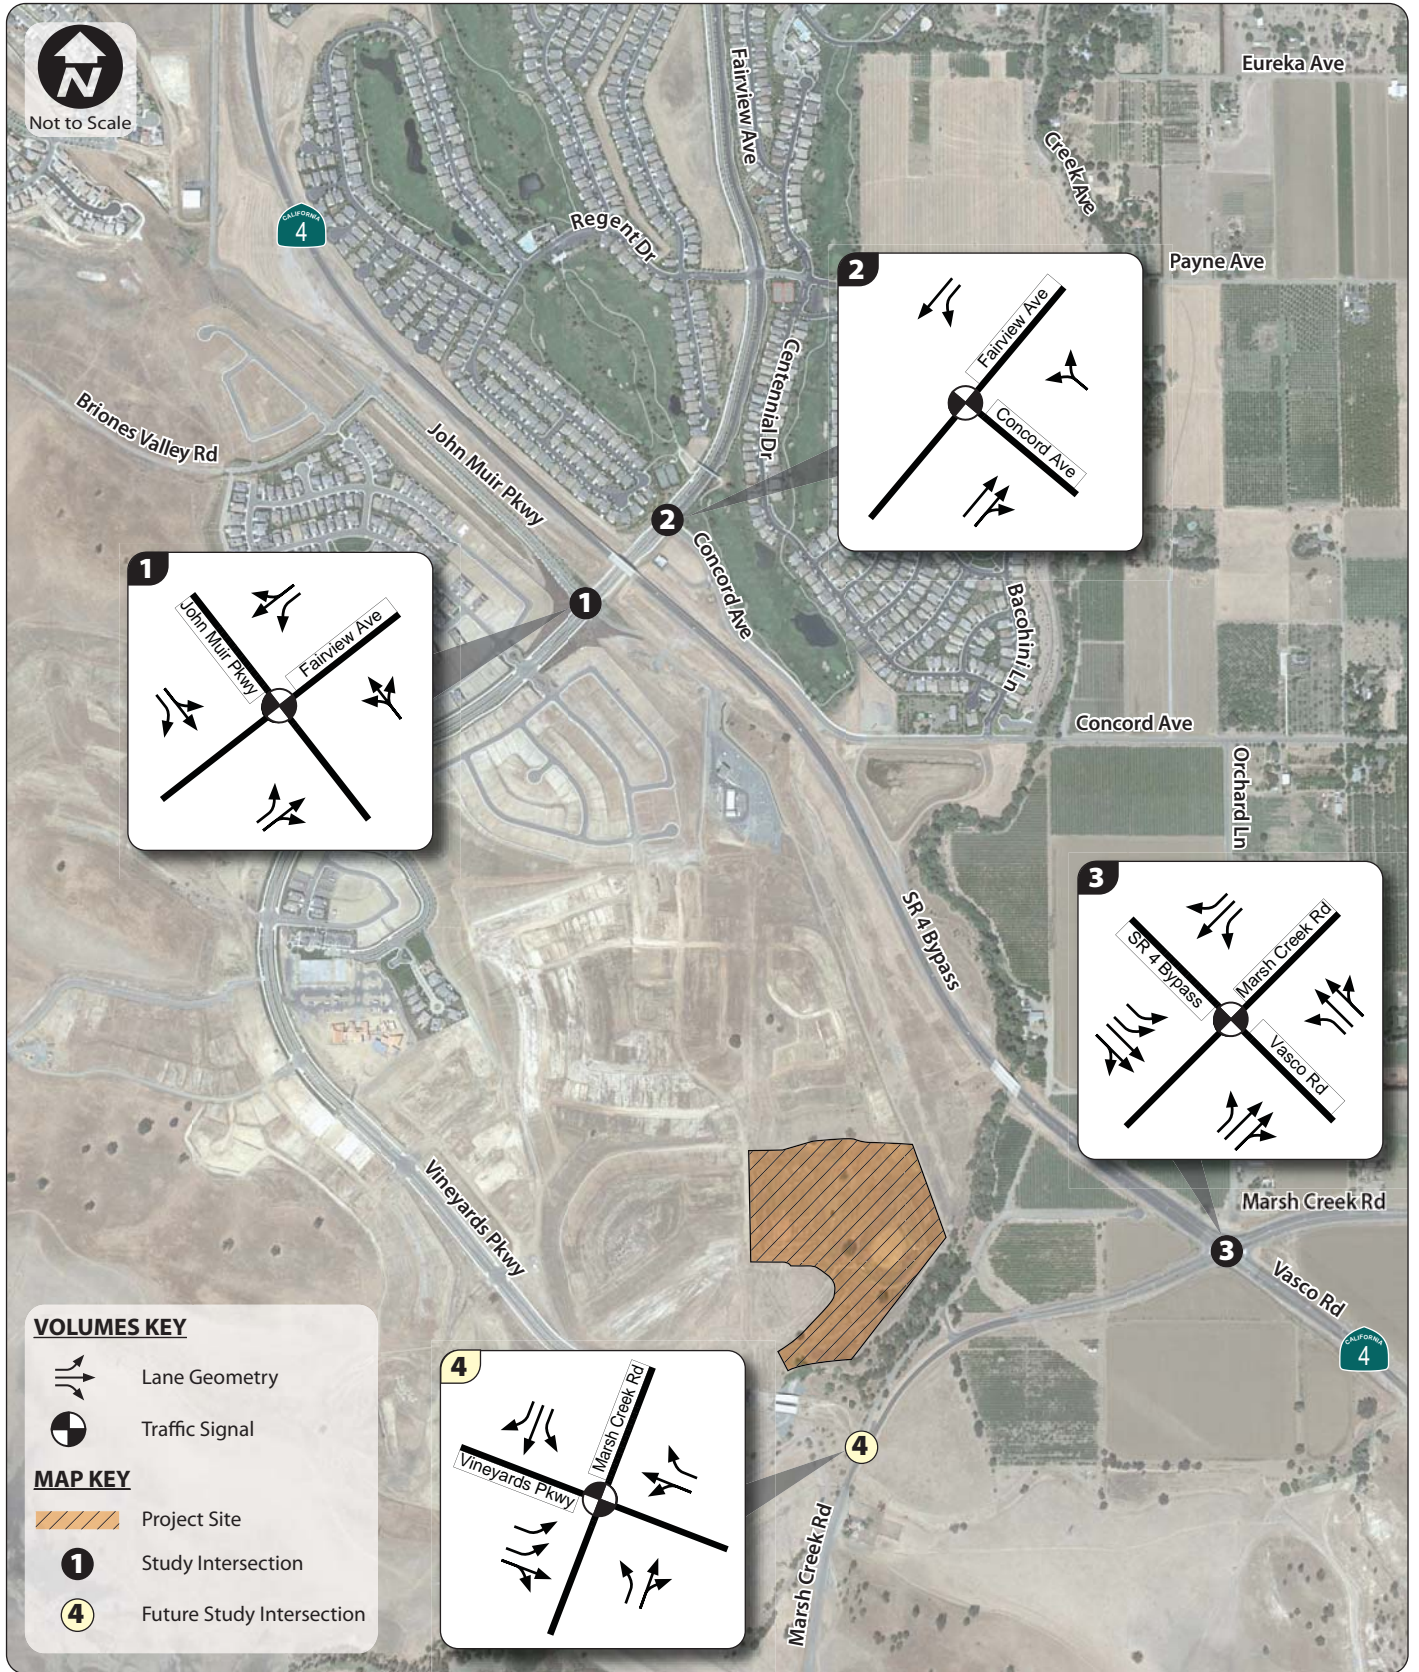 N
Not to Scale
Eureka Ave
Fairview Ave
Creek Ave
CALIFORNIA
4
Regent Dr
Payne Ave
2
Fairview Ave
Concord Ave
Centennial Dr
Briones Valley Rd
John Muir Pkwy
2
Concord Ave
1
John Muir Pkwy
Fairview Ave
1
Bacohini Ln
Concord Ave
Orchard Ln
3
SR 4 Bypass
Marsh Creek Rd
Vasco Rd
SR 4 Bypass
Vineyards Pkwy
Marsh Creek Rd
3
Vasco Rd
CALIFORNIA
4
VOLUMES KEY
Lane Geometry
Traffic Signal
MAP KEY
Project Site
1
Study Intersection
4
Future Study Intersection
4
Marsh Creek Rd
Vineyards Pkwy
4
Marsh Creek Rd